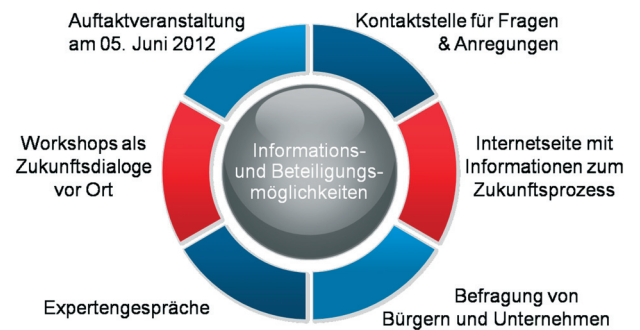 Auftaktveranstaltung
am 05. Juni 2012
Kontaktstelle für Fragen
& Anregungen
Workshops als
Zukunftsdialoge
vor Ort
Informations-
und Beteiligungs-
möglichkeiten
Internetseite mit
Informationen zum
Zukunftsprozess
Expertengespräche
Befragung von
Bürgern und Unternehmen